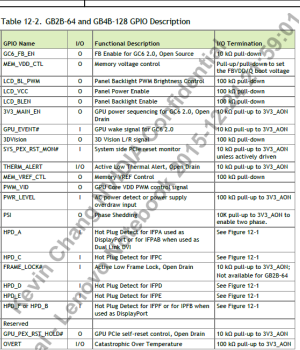 Table 12-2. GB2B-64 and GB4B-128 GPIO Description
GPIO Name I/O Functional Description I/O Termination
GC6_FB_EN O FB Enable for GC6 2.0, Open Source 10 kΩ pull-down
MEM_VDD_CTL O Memory voltage control Pull-up/pull-down to set
the FBVDD/Q boot voltage
LCD_BL_PWM O Panel Backlight PWM Brightness Control 100 kΩ pull-down
LCD_VCC O Panel Power Enable 100 kΩ pull-down
LCD_BLEN O Panel Backlight Enable 100 kΩ pull-down
3V3_MAIN_EN O GPU power sequencing for GC6 2.0, Open
Drain 10 kΩ pull-up to 3V3_AON
GPU_EVENT# I GPU wake signal for GC6 2.0 10 kΩ pull-up to 3V3_AON
3DVision O 3D Vision L/R signal 100 kΩ pull-down
SYS_PEX_RST_MON# I System side PCIe reset monitor 10 kΩ pull-up to 3V3_AON
unless actively driven
THERM_ALERT I/O Active Low Thermal Alert, Open Drain 10 kΩ pull-up to 3V3_AON
MEM_VREF_CTL O Memory VREF Control 100 kΩ pull-down
PWM_VID O GPU Core VDD PWM control signal
PWR_LEVEL I AC power detect or power supply
overdraw input 100 kΩ pull-up to 3V3_AON
PSI O Phase Shedding 10K pull-up to 3V3_AON to
enable two phase.
HPD_A I Hot Plug Detect for IFPA used as
DisplayPort or for IFPAB when used as
Dual Link DVI See Figure 12-1
HPD_C I Hot Plug Detect for IFPC See Figure 12-1
FRAME_LOCK# I Active Low Frame Lock, Open Drain 10 kΩ pull-up to 3V3_AON;
Not available for GB2B-64
HPD_D I Hot Plug Detect for IFPD See Figure 12-1
HPD_E I Hot Plug Detect for IFPE See Figure 12-1
HPD_F or HPD_B I Hot Plug Detect for IFPF or for IPFB when
used as DisplayPort See Figure 12-1
Reserved
GPU_PEX_RST_HOLD# O GPU PCIe self-reset control, Open Drain 10 kΩ pull-up to 3V3_AON
OVERT I/O Catastrophic Over Temperature 100 kΩ pull-up to 3V3_AON